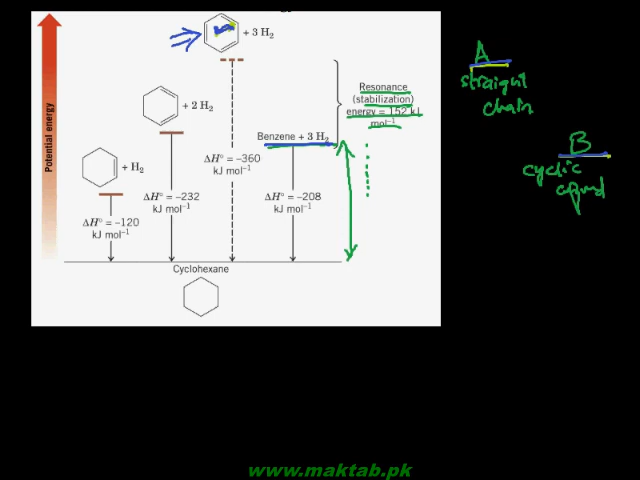 Potential energy
+ 3 H₂
+ 2 H₂
+ H₂
ΔH° = –120
kJ mol⁻¹
ΔH° = –232
kJ mol⁻¹
ΔH° = –360
kJ mol⁻¹
Benzene + 3 H₂
ΔH° = –208
kJ mol⁻¹
Resonance
(stabilization)
energy = 152 kJ
mol⁻¹
Cyclohexane
A
straight
chain
B
cyclic
www.maktab.pk